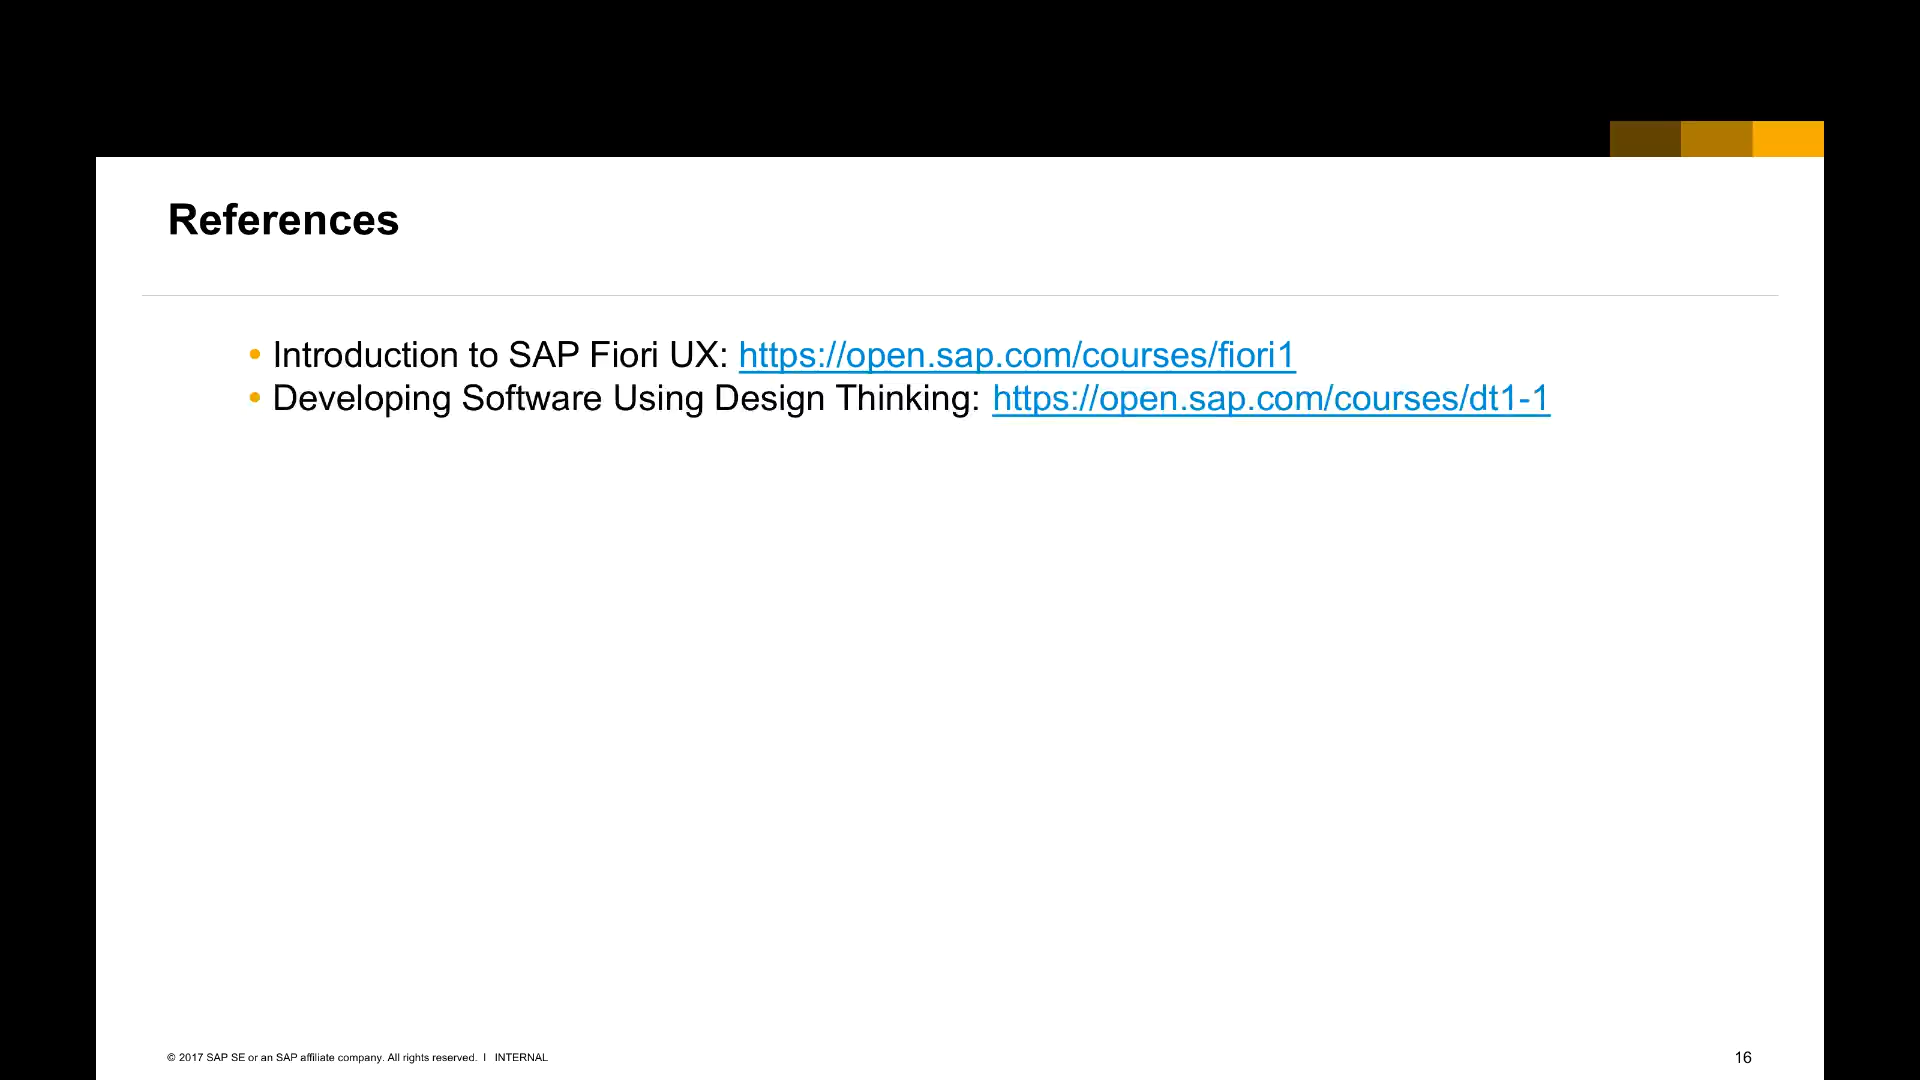 References
• Introduction to SAP Fiori UX: https://open.sap.com/courses/fiori1
• Developing Software Using Design Thinking: https://open.sap.com/courses/dt1-1
© 2017 SAP SE or an SAP affiliate company. All rights reserved. I INTERNAL
16